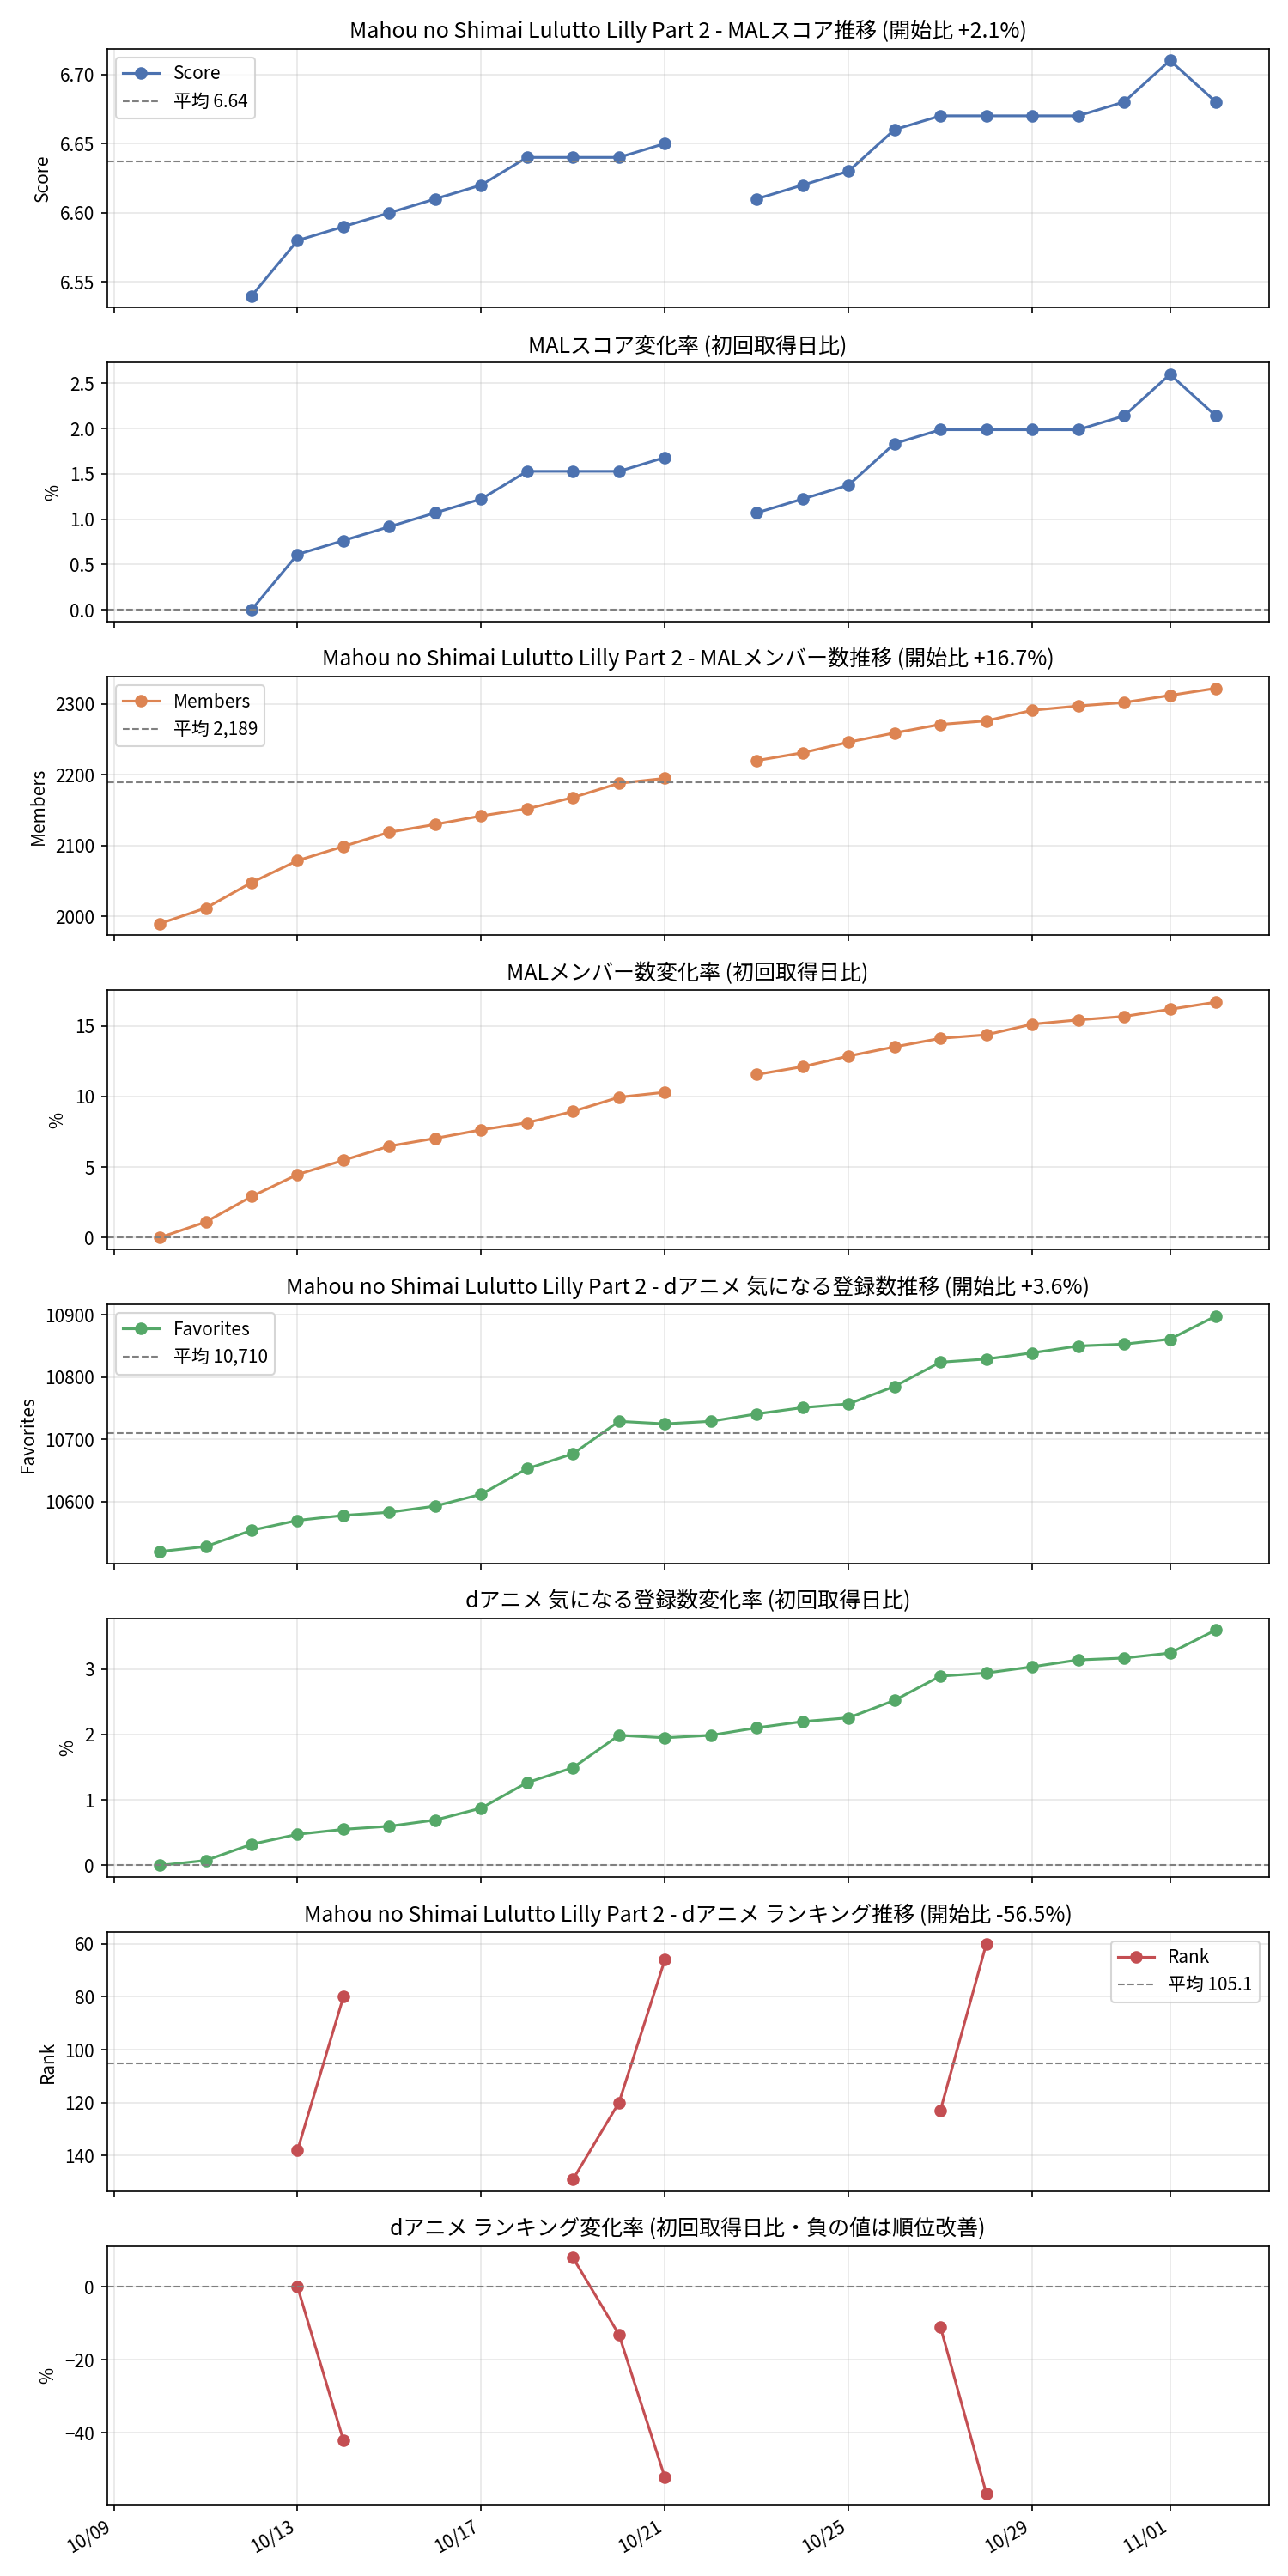 Mahou no Shimai Lulutto Lilly Part 2 - MALスコア推移 (開始比 +2.1%)
Score
平均 6.64
Score
6.70
6.65
6.60
6.55
MALスコア変化率 (初回取得日比)
%
2.5
2.0
1.5
1.0
0.5
0.0
Mahou no Shimai Lulutto Lilly Part 2 - MALメンバー数推移 (開始比 +16.7%)
Members
平均 2,189
Members
2300
2200
2100
2000
MALメンバー数変化率 (初回取得日比)
%
15
10
5
0
Mahou no Shimai Lulutto Lilly Part 2 - dアニメ 気になる登録数推移 (開始比 +3.6%)
Favorites
平均 10,710
Favorites
10900
10800
10700
10600
dアニメ 気になる登録数変化率 (初回取得日比)
%
3
2
1
0
Mahou no Shimai Lulutto Lilly Part 2 - dアニメ ランキング推移 (開始比 -56.5%)
Rank
平均 105.1
Rank
60
80
100
120
140
dアニメ ランキング変化率 (初回取得日比・負の値は順位改善)
%
0
−20
−40
10/09
10/13
10/17
10/21
10/25
10/29
11/01